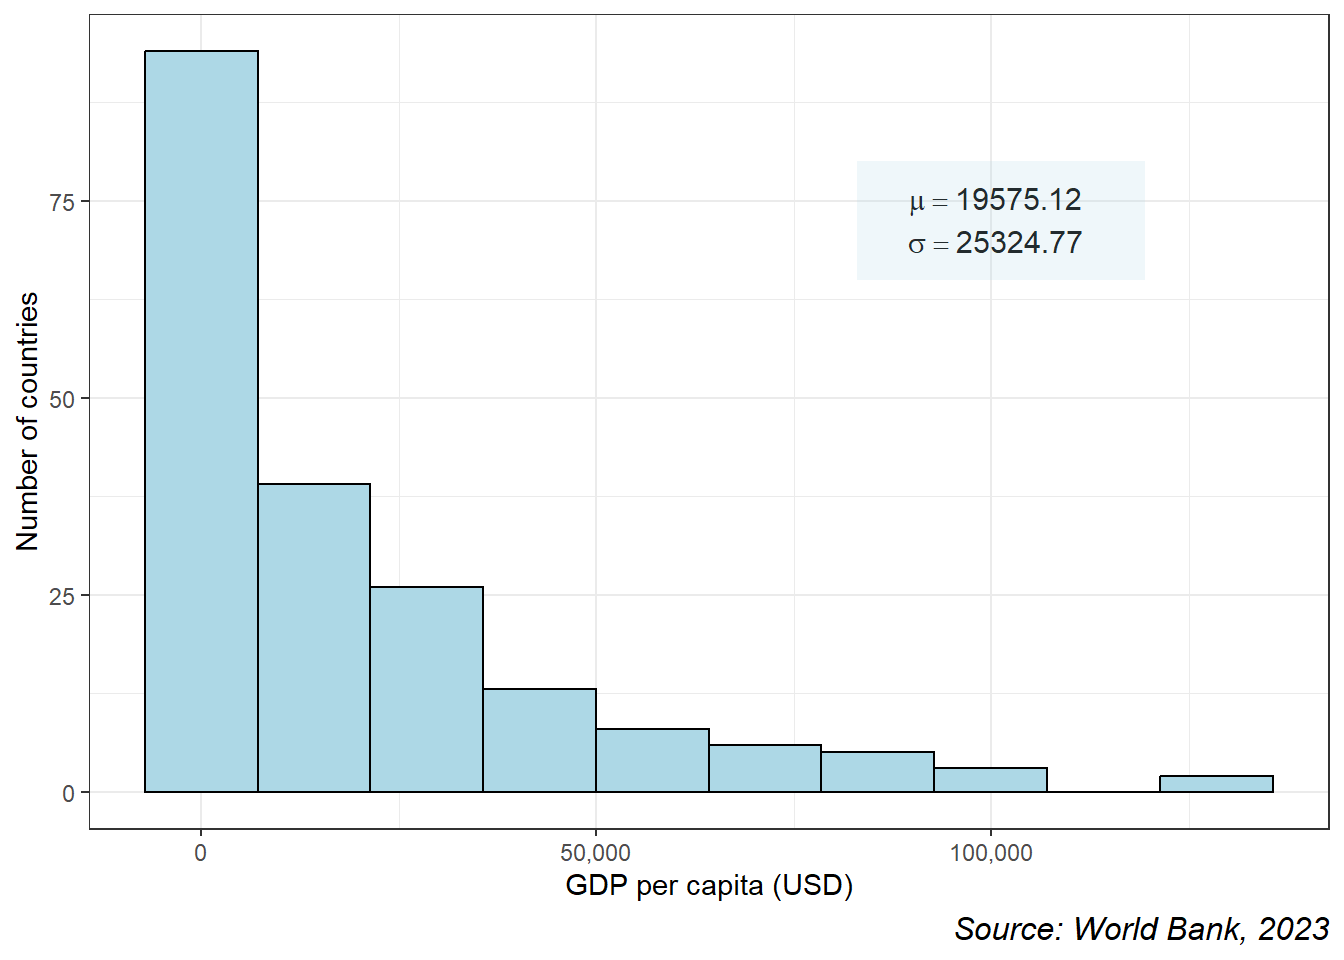 75
50
25
0
Number of countries
μ = 19575.12
σ = 25324.77
0 50,000 100,000
GDP per capita (USD)
Source: World Bank, 2023